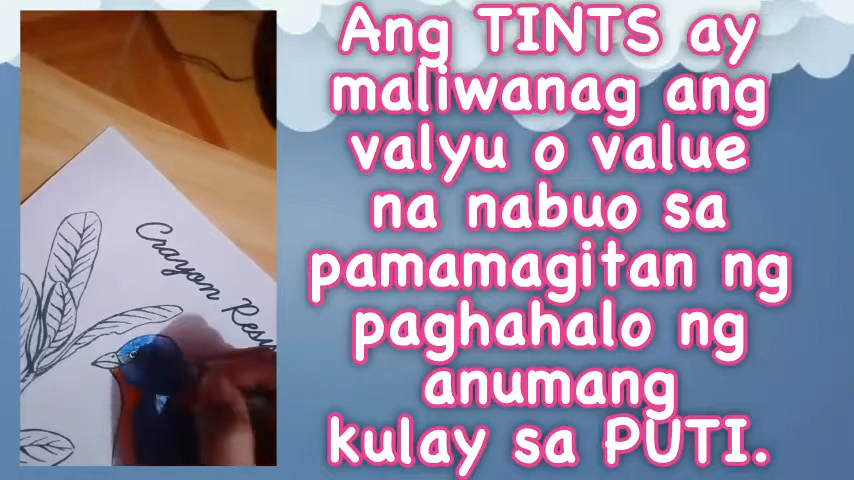 Ang TINTS ay
maliwanag ang
valyu o value
na nabuo sa
pamamagitan ng
paghahalo ng
anumang
kulay sa PUTI.
Crayon